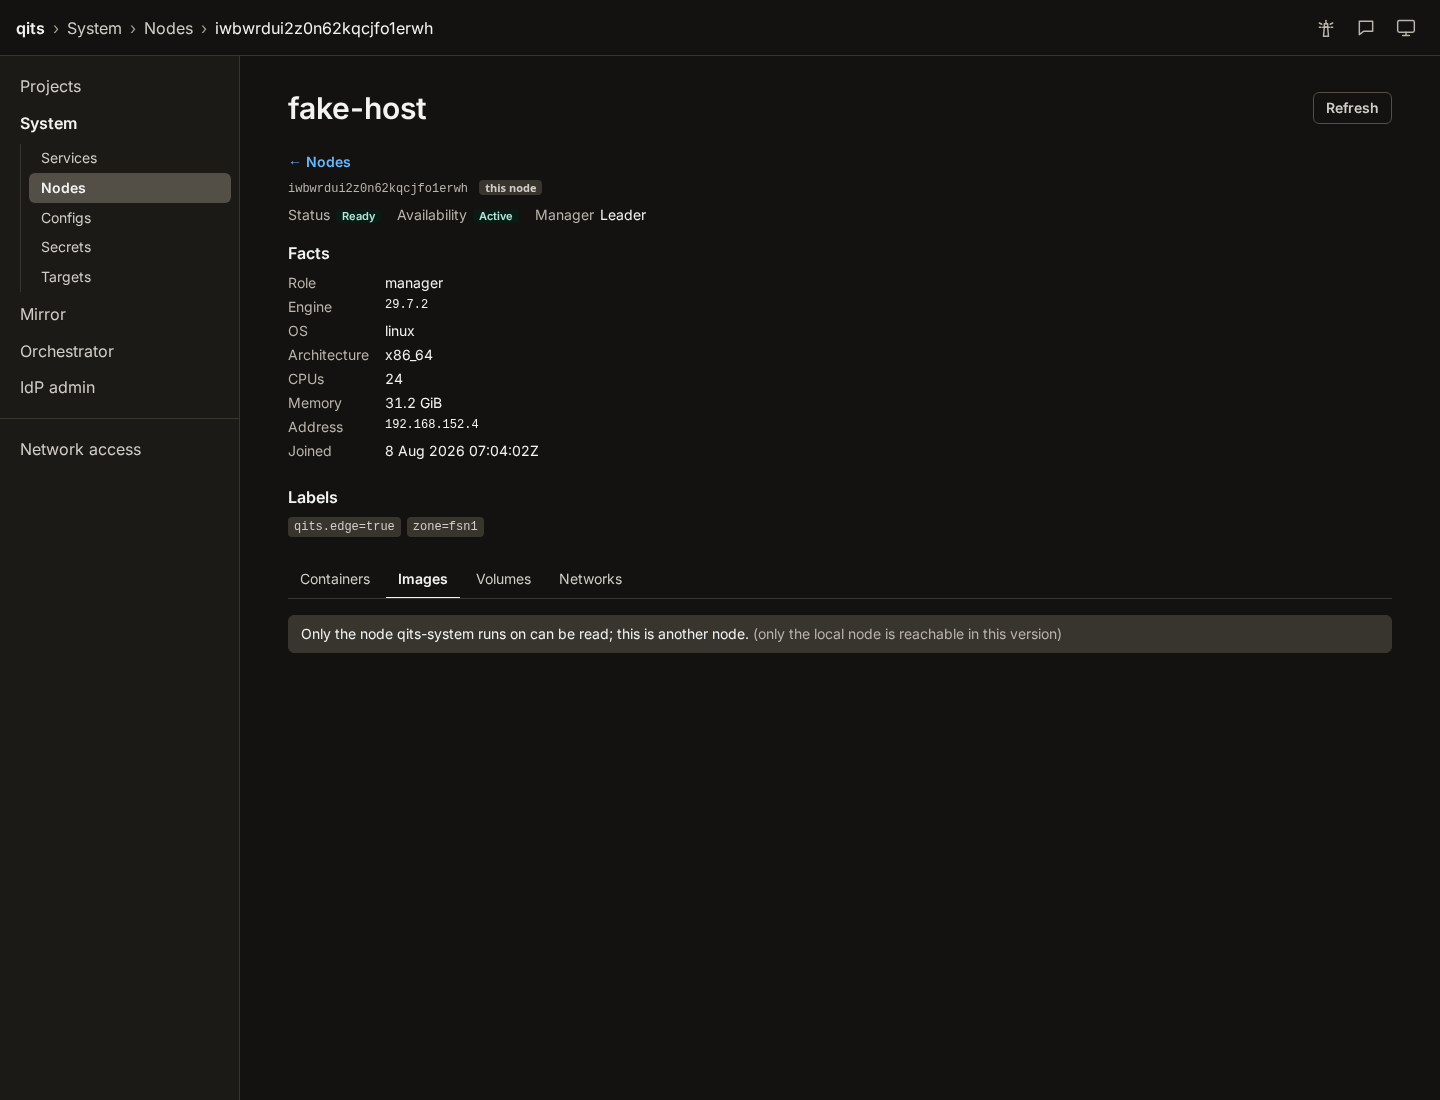 qits › System › Nodes › iwbwrdui2z0n62kqcjfo1erwh
Projects
System
Services
Nodes
Configs
Secrets
Targets
Mirror
Orchestrator
IdP admin
Network access
fake-host
Refresh
← Nodes
iwbwrdui2z0n62kqcjfo1erwh this node
Status Ready Availability Active Manager Leader
Facts
Role manager
Engine 29.7.2
OS linux
Architecture x86_64
CPUs 24
Memory 31.2 GiB
Address 192.168.152.4
Joined 8 Aug 2026 07:04:02Z
Labels
qits.edge=true zone=fsn1
Containers Images Volumes Networks
Only the node qits-system runs on can be read; this is another node. (only the local node is reachable in this version)